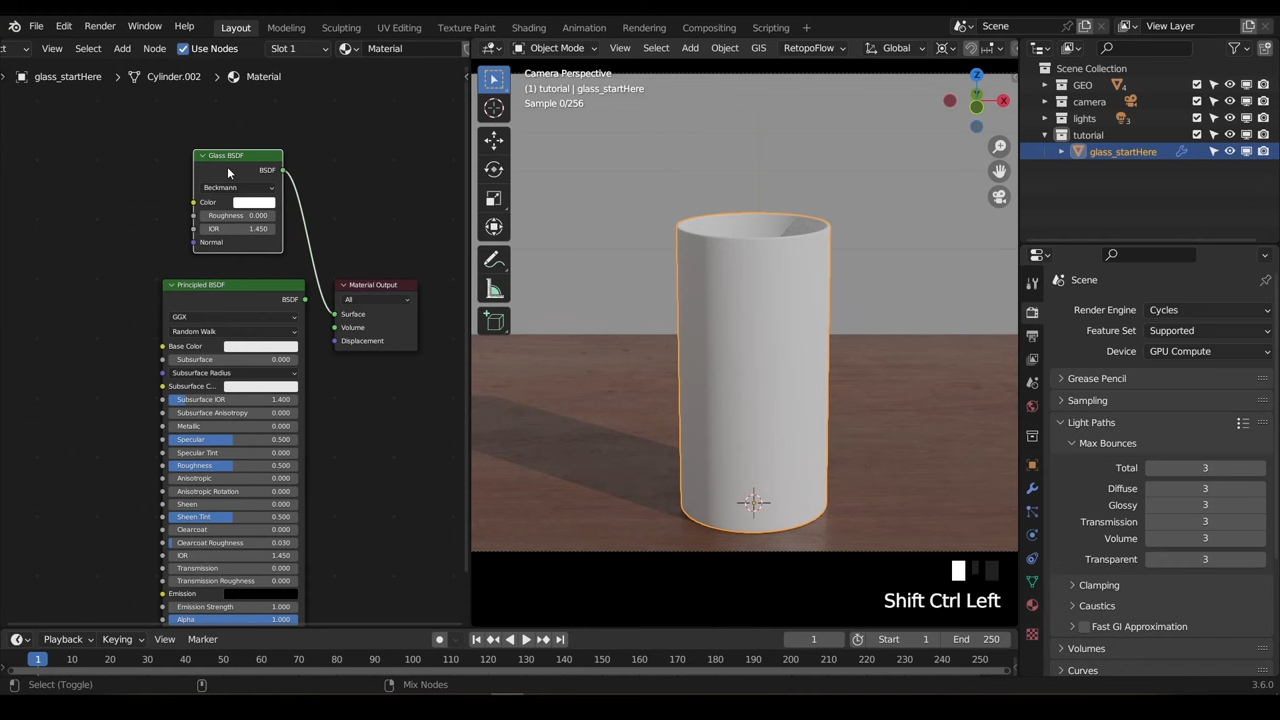 File Edit Render Window Help Layout Modeling Sculpting UV Editing Texture Paint Shading Animation Rendering Compositing Scripting Scene View Layer
View Select Add Node Use Nodes Slot 1 Material
Object Mode View Select Add Object GIS RetopoFlow Global
glass_startHere > Cylinder.002 > Material
Glass BSDF
BSDF
Beckmann
Color
Roughness 0.000
IOR 1.450
Normal
Principled BSDF
BSDF
GGX
Random Walk
Base Color
Subsurface 0.000
Subsurface Radius
Subsurface C...
Subsurface IOR 1.400
Subsurface Anisotropy 0.000
Metallic 0.000
Specular 0.500
Specular Tint 0.000
Roughness 0.500
Anisotropic 0.000
Anisotropic Rotation 0.000
Sheen 0.000
Sheen Tint 0.500
Clearcoat 0.000
Clearcoat Roughness 0.030
IOR 1.450
Transmission 0.000
Transmission Roughness 0.000
Emission
Emission Strength 1.000
Alpha 1.000
Material Output
All
Surface
Volume
Displacement
Camera Perspective
(1) tutorial | glass_startHere
Sample 0/256
Shift Ctrl Left
Scene Collection
GEO 4
camera
lights 3
tutorial
glass_startHere
Scene
Render Engine Cycles
Feature Set Supported
Device GPU Compute
Grease Pencil
Sampling
Light Paths
Max Bounces
Total 3
Diffuse 3
Glossy 3
Transmission 3
Volume 3
Transparent 3
Clamping
Caustics
Fast GI Approximation
Volumes
Curves
Playback Keying View Marker 1 Start 1 End 250
1 10 20 30 40 50 60 70 80 90 100 110 120 130 140 150 160 170 180 190 200 210 220 230 240 250
Select (Toggle) Mix Nodes 3.6.0